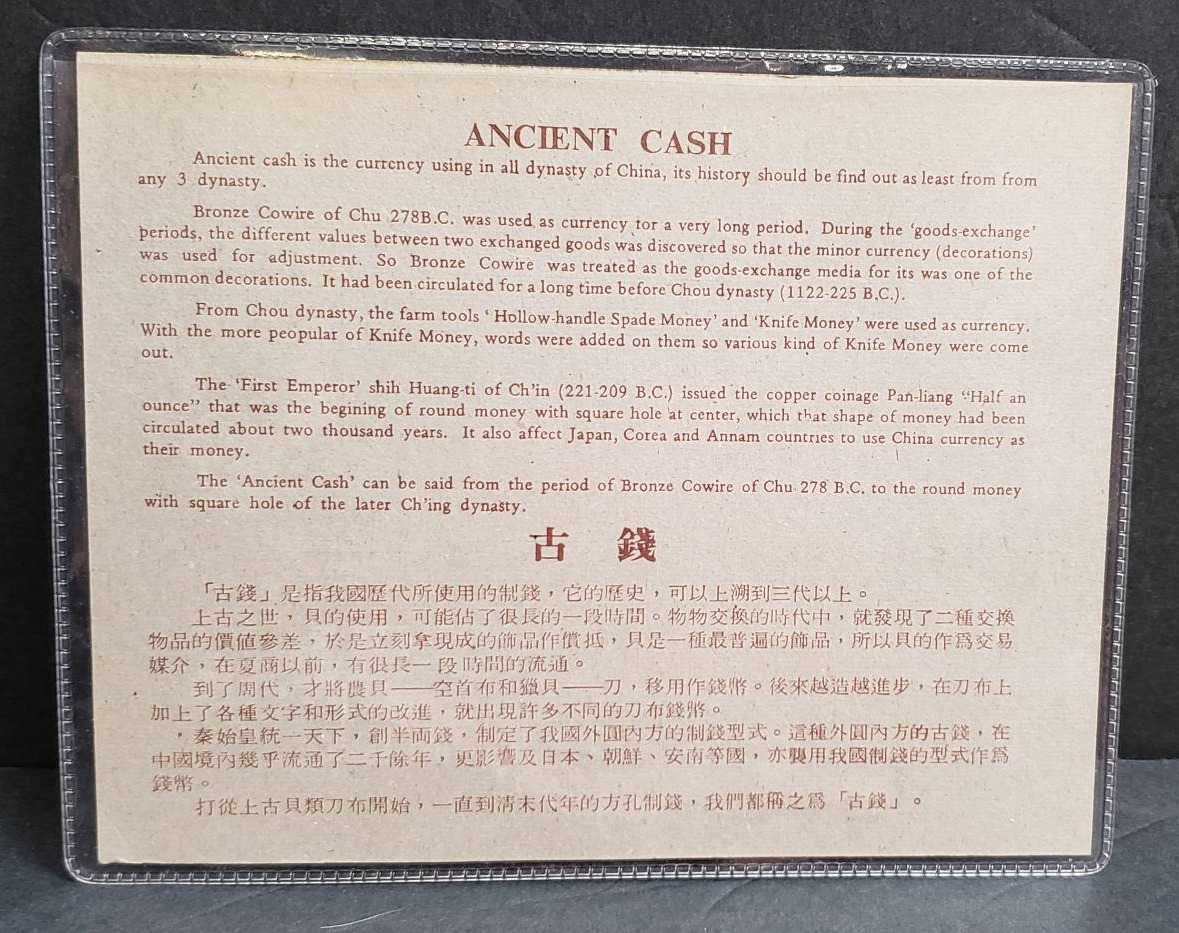 ANCIENT CASH
Ancient cash is the currency using in all dynasty of China, its history should be find out as least from from
any 3 dynasty.
Bronze Cowire of Chu 278B.C. was used as currency for a very long period. During the ‘goods-exchange’
periods, the different values between two exchanged goods was discovered so that the minor currency (decorations)
was used for adjustment. So Bronze Cowire was treated as the goods-exchange media for its was one of the
common decorations. It had been circulated for a long time before Chou dynasty (1122-225 B.C.).
From Chou dynasty, the farm tools ‘Hollow-handle Spade Money’ and ‘Knife Money’ were used as currency.
With the more peopular of Knife Money, words were added on them so various kind of Knife Money were come
out.
The ‘First Emperor’ shih Huang-ti of Ch’in (221-209 B.C.) issued the copper coinage Pan-liang “Half an
ounce” that was the begining of round money with square hole at center, which that shape of money had been
circulated about two thousand years. It also affect Japan, Corea and Annam countries to use China currency as
their money.
The ‘Ancient Cash’ can be said from the period of Bronze Cowire of Chu 278 B.C. to the round money
with square hole of the later Ch’ing dynasty.
古 錢
「古錢」是指我國歷代所使用的制錢，它的歷史，可以上溯到三代以上。
上古之世，貝的使用，可能佔了很長的一段時間。物物交換的時代中，就發現了二種交換
物品的價值參差，於是立刻拿現成的飾品作償抵，貝是一種最普遍的飾品，所以貝的作爲交易
媒介，在夏商以前，有很長一段時間的流通。
到了周代，才將農具——空首布和獵具——刀，移用作錢幣。後來越造越進步，在刀布上
加上了各種文字和形式的改進，就出現許多不同的刀布錢幣。
秦始皇統一天下，創半兩錢，制定了我國外圓內方的制錢型式。這種外圓內方的古錢，在
中國境內幾乎流通了二千餘年，更影響及日本、朝鮮、安南等國，亦襲用我國制錢的型式作爲
錢幣。
打從上古貝類刀布開始，一直到清末代年的方孔制錢，我們都稱之爲「古錢」。